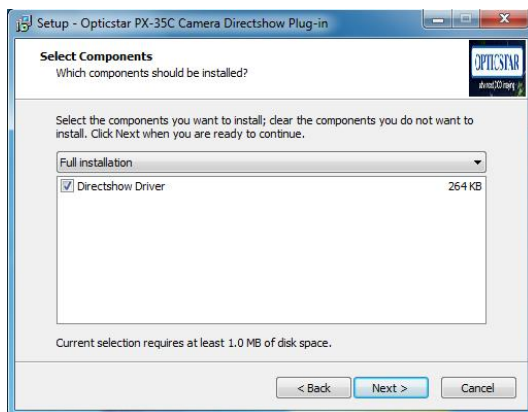 Setup - Opticstar PX-35C Camera Directshow Plug-in
Select Components
Which components should be installed?
OPTICSTAR
Select the components you want to install; clear the components you do not want to
install. Click Next when you are ready to continue.
Full installation
Directshow Driver 264 KB
Current selection requires at least 1.0 MB of disk space.
< Back Next > Cancel